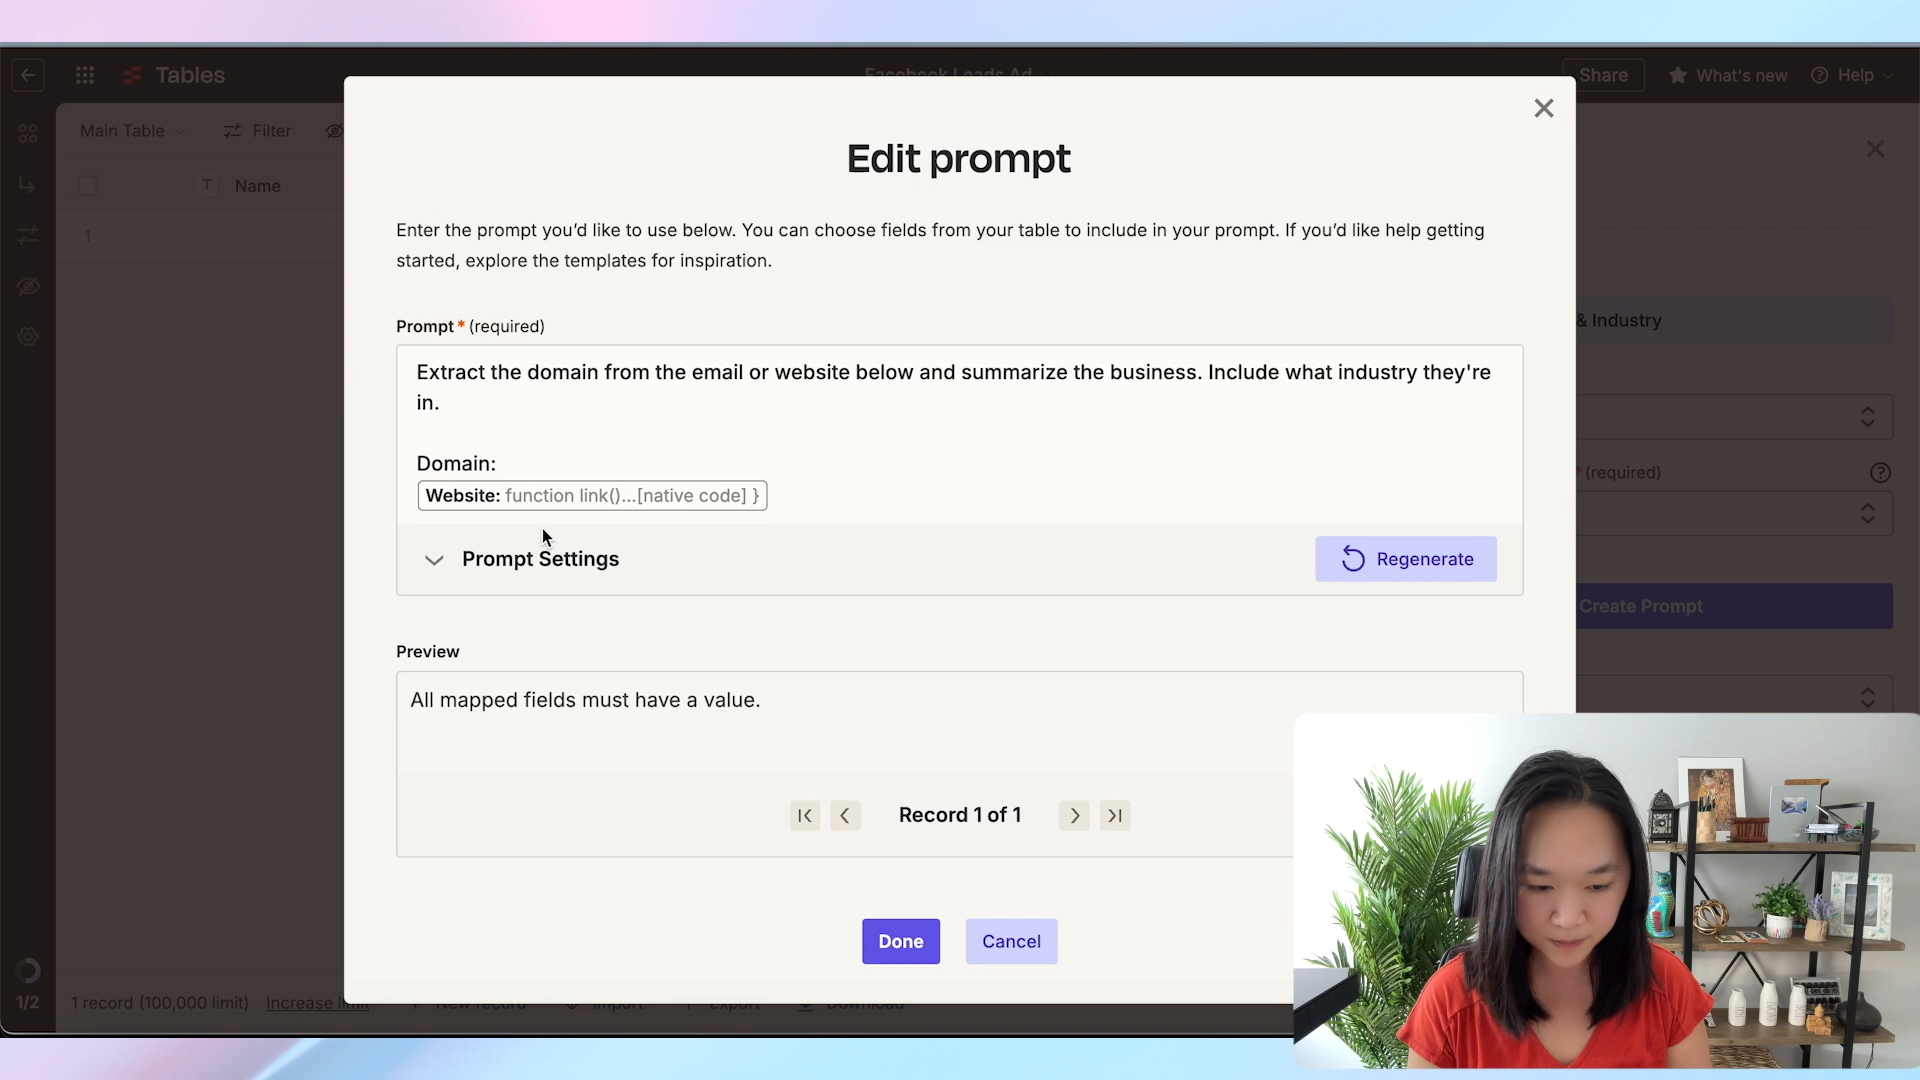 Tables
Facebook Leads Ad
Share
What's new
Help
Main Table
Filter
Name
1
Edit prompt
Enter the prompt you’d like to use below. You can choose fields from your table to include in your prompt. If you’d like help getting
started, explore the templates for inspiration.
& Industry
Prompt * (required)
Extract the domain from the email or website below and summarize the business. Include what industry they're
in.
Domain:
Website: function link()...[native code] }
* (required)
Prompt Settings
Regenerate
Create Prompt
Preview
All mapped fields must have a value.
Record 1 of 1
Done
Cancel
1/2
1 record (100,000 limit)
Increase limit
New record
Import
Export
Download